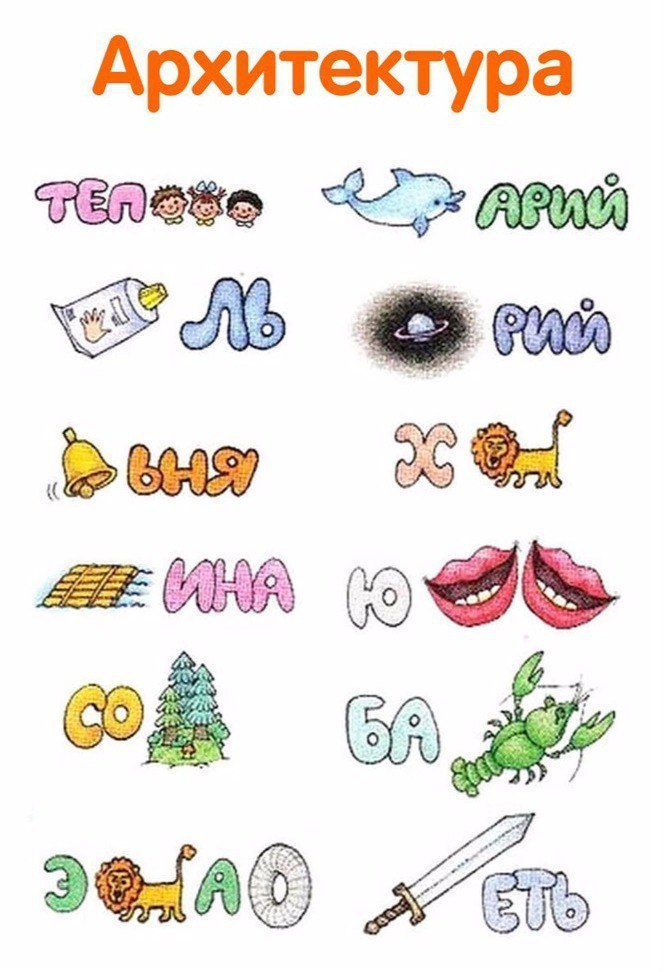 Архитектура
ТЕП АРИЙ
ЛЬ РИЙ
ЬНЯ Х
ИНА Ю
СО БА
Э А ЕТЬ